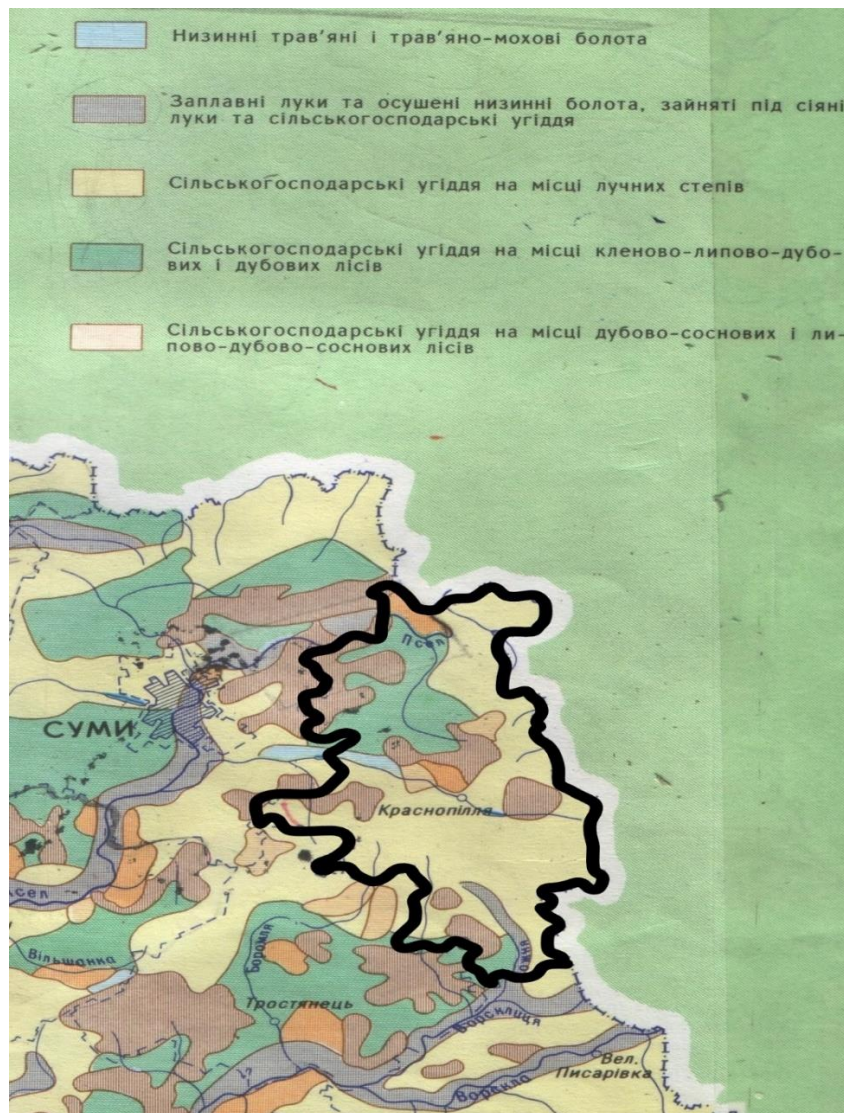 Низинні трав'яні і трав'яно-мохові болота
Заплавні луки та осушені низинні болота, зайняті під сіяні
луки та сільськогосподарські угіддя
Сільськогосподарські угіддя на місці лучних степів
Сільськогосподарські угіддя на місці кленово-липово-дубо-
вих і дубових лісів
Сільськогосподарські угіддя на місці дубово-соснових і ли-
пово-дубово-соснових лісів
Псел
СУМИ
Краснопілля
Псел
Вільшанка
Боромля
Тростянець
Ворсклиця
Вел.
Писарівка
Ворскла